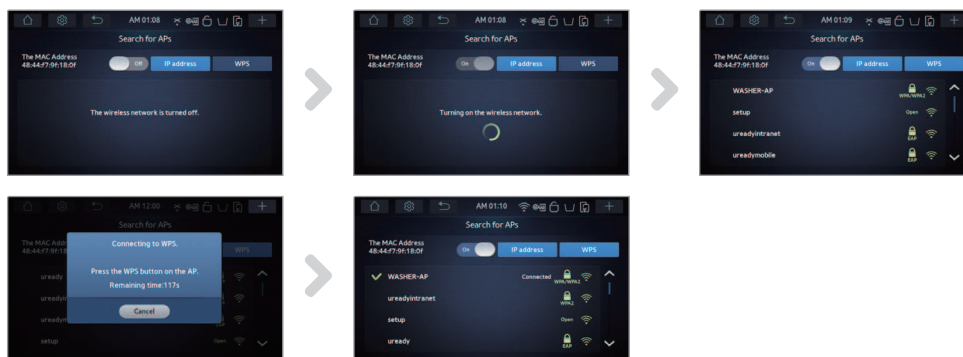 AM 01:08
Search for APs
The MAC Address
48:44:f7:9f:18:0f
Off
IP address
WPS
The wireless network is turned off.
AM 01:08
Search for APs
The MAC Address
48:44:f7:9f:18:0f
On
IP address
WPS
Turning on the wireless network.
AM 01:09
Search for APs
The MAC Address
48:44:f7:9f:18:0f
On
IP address
WPS
WASHER-AP
WPA/WPA2
setup
Open
ureadyintranet
EAP
ureadymobile
EAP
AM 12:00
Search for APs
The MAC Addr
48:44:f7:9f:18
WPS
Connecting to WPS.
Press the WPS button on the AP.
Remaining time:117s
Cancel
uready
ureadyin
ureadym
setup
Open
AM 01:10
Search for APs
The MAC Address
48:44:f7:9f:18:0f
On
IP address
WPS
WASHER-AP
Connected
WPA/WPA2
ureadyintranet
WPA2
setup
Open
uready
EAP